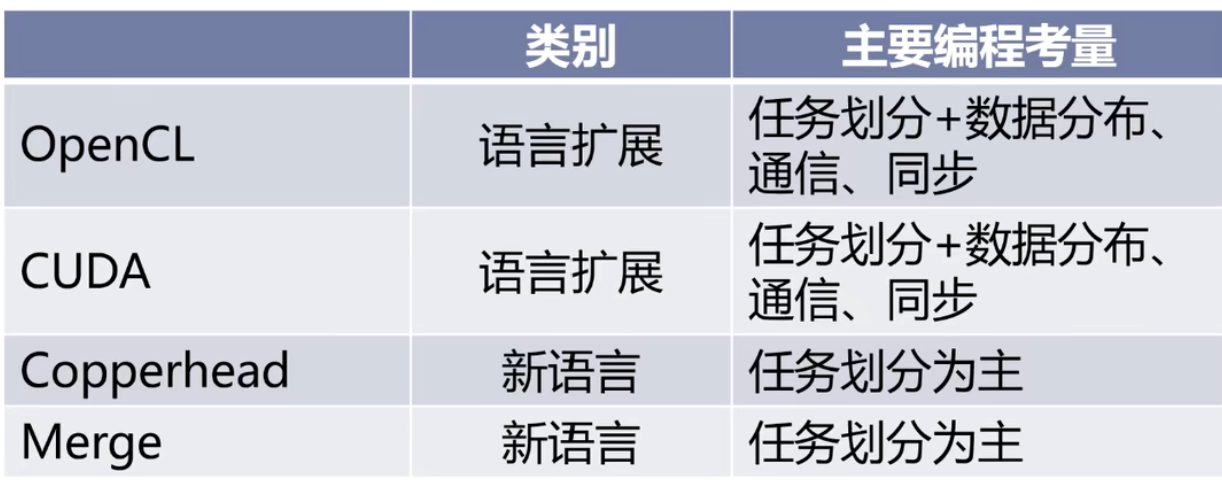 类别 主要编程考量
OpenCL 语言扩展 任务划分+数据分布、
通信、同步
CUDA 语言扩展 任务划分+数据分布、
通信、同步
Copperhead 新语言 任务划分为主
Merge 新语言 任务划分为主